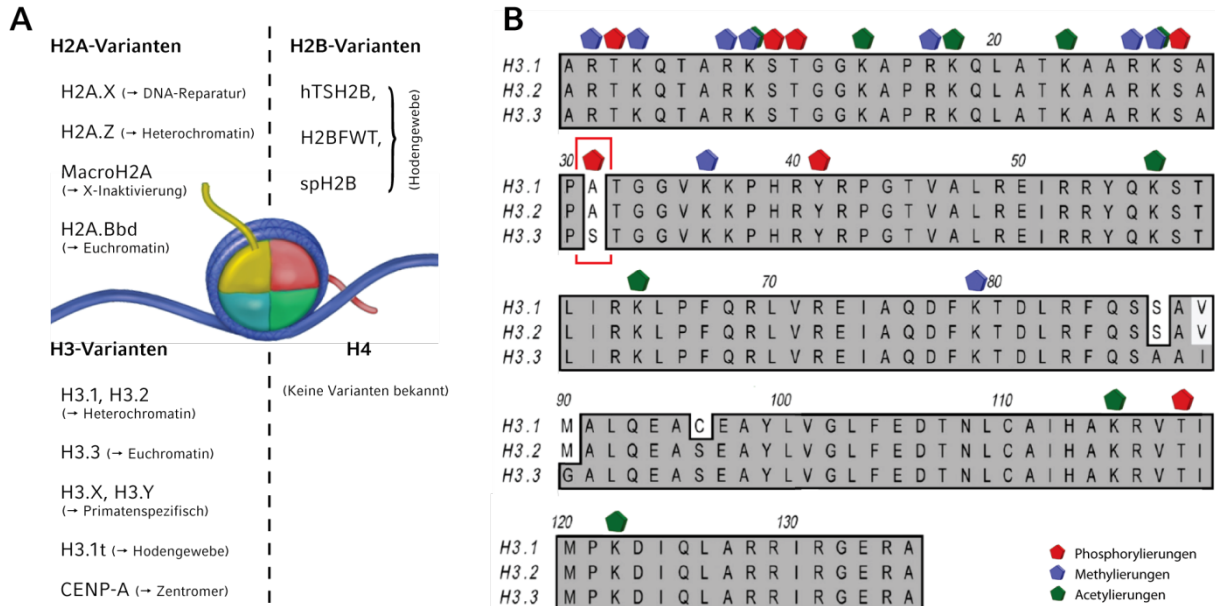 A
H2A-Varianten
H2A.X (→ DNA-Reparatur)
H2A.Z (→ Heterochromatin)
MacroH2A
(→ X-Inaktivierung)
H2A.Bbd
(→ Euchromatin)
H2B-Varianten
hTSH2B,
H2BFWT,
spH2B
(Hodengewebe)
H3-Varianten
H3.1, H3.2
(→ Heterochromatin)
H3.3 (→ Euchromatin)
H3.X, H3.Y
(→ Primatenspezifisch)
H3.1t (→ Hodengewebe)
CENP-A (→ Zentromer)
H4
(Keine Varianten bekannt)
B
20
H3.1 A R T K Q T A R K S T G G K A P R K Q L A T K A A R K S A
H3.2 A R T K Q T A R K S T G G K A P R K Q L A T K A A R K S A
H3.3 A R T K Q T A R K S T G G K A P R K Q L A T K A A R K S A
30 40 50
H3.1 P A T G G V K K P H R Y R P G T V A L R E I R R Y Q K S T
H3.2 P A T G G V K K P H R Y R P G T V A L R E I R R Y Q K S T
H3.3 P S T G G V K K P H R Y R P G T V A L R E I R R Y Q K S T
70 80
H3.1 L I R K L P F Q R L V R E I A Q D F K T D L R F Q S S A V
H3.2 L I R K L P F Q R L V R E I A Q D F K T D L R F Q S S A V
H3.3 L I R K L P F Q R L V R E I A Q D F K T D L R F Q S A A I
90 100 110
H3.1 M A L Q E A C E A Y L V G L F E D T N L C A I H A K R V T I
H3.2 M A L Q E A S E A Y L V G L F E D T N L C A I H A K R V T I
H3.3 G A L Q E A S E A Y L V G L F E D T N L C A I H A K R V T I
120 130
H3.1 M P K D I Q L A R R I R G E R A
H3.2 M P K D I Q L A R R I R G E R A
H3.3 M P K D I Q L A R R I R G E R A
Phosphorylierungen
Methylierungen
Acetylierungen